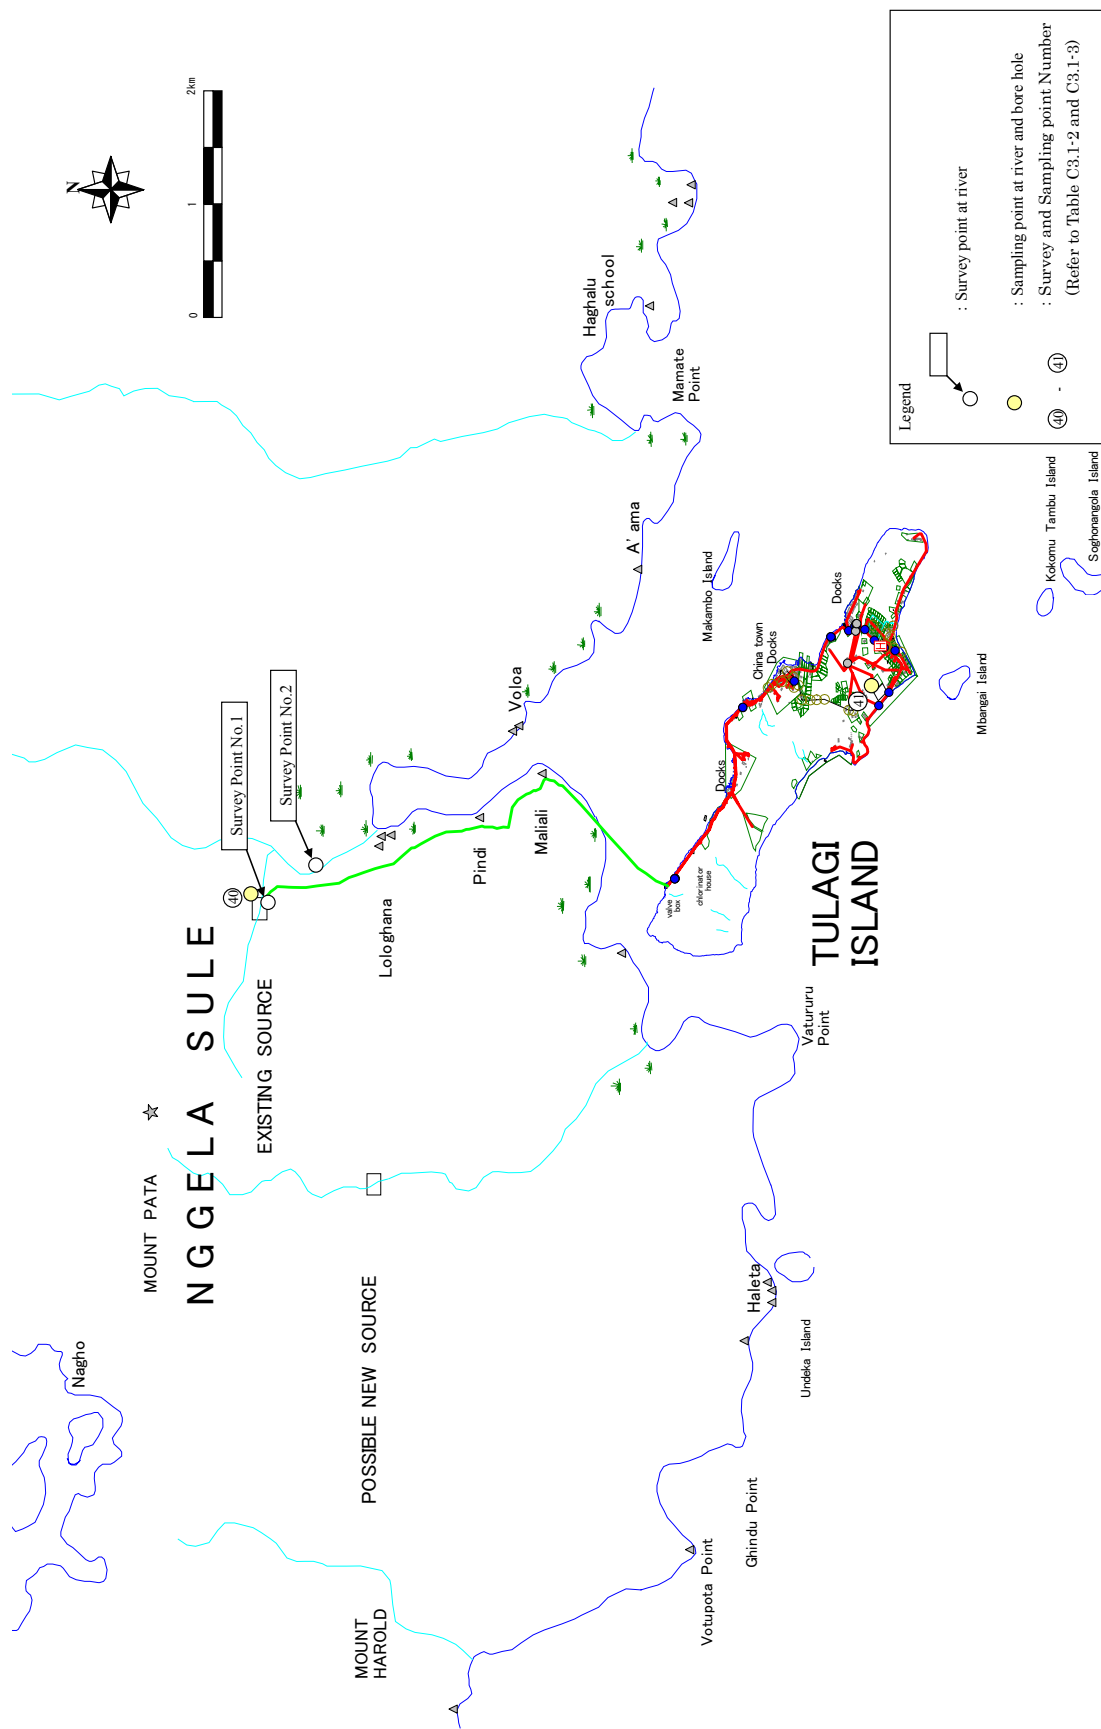 Nagho
MOUNT PATA
NGGELA SULE
EXISTING SOURCE
POSSIBLE NEW SOURCE
MOUNT
HAROLD
40
Survey Point No.1
Survey Point No.2
N
0
1
2km
Lologhana
Pindi
Maliali
Voloa
A' ama
Haghalu
school
Mamate
Point
Makambo Island
China town
Docks
Docks
Docks
valve
box
chlorinator
house
41
TULAGI
ISLAND
Vatururu
Point
Haleta
Undeka Island
Ghindu Point
Votupota Point
Mbangai Island
Kokomu Tambu Island
Soghonangola Island
Legend
: Survey point at river
: Sampling point at river and bore hole
40 - 41 : Survey and Sampling point Number
(Refer to Table C3.1-2 and C3.1-3)